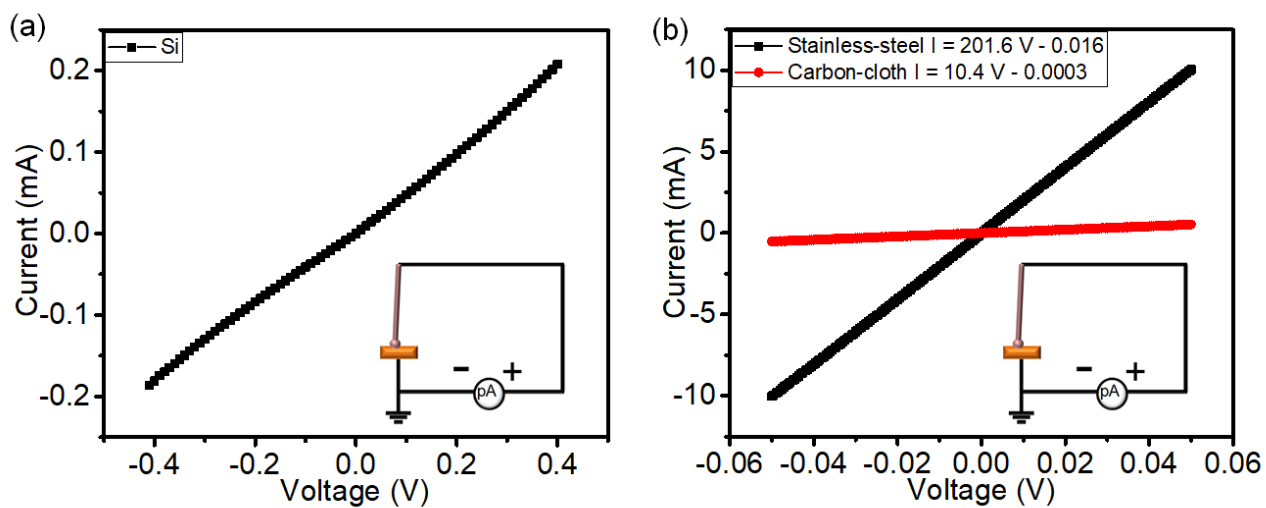 (a)
Si
0.2
0.1
0.0
-0.1
-0.2
Current (mA)
-0.4 -0.2 0.0 0.2 0.4
Voltage (V)
- +
pA
(b)
Stainless-steel I = 201.6 V - 0.016
Carbon-cloth I = 10.4 V - 0.0003
10
5
0
-5
-10
Current (mA)
-0.06 -0.04 -0.02 0.00 0.02 0.04 0.06
Voltage (V)
- +
pA